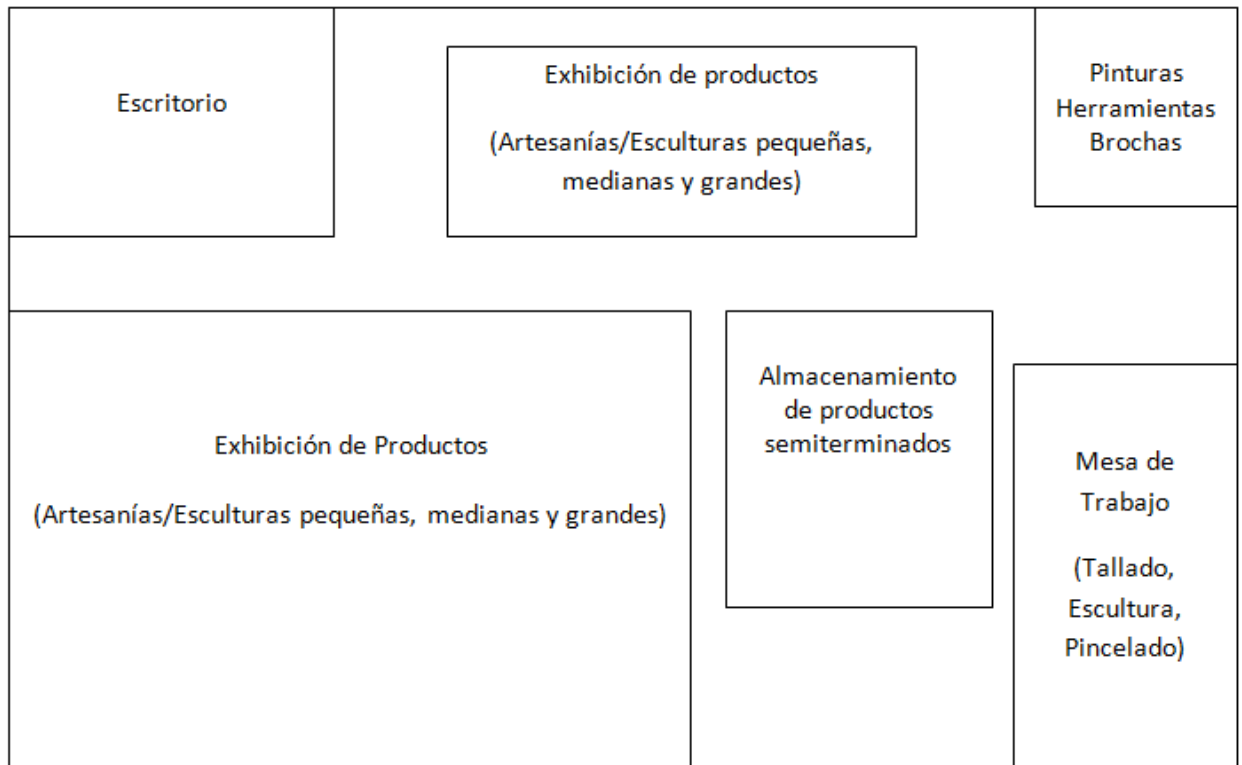 Escritorio
Exhibición de productos
(Artesanías/Esculturas pequeñas,
medianas y grandes)
Pinturas
Herramientas
Brochas
Exhibición de Productos
(Artesanías/Esculturas pequeñas, medianas y grandes)
Almacenamiento
de productos
semiterminados
Mesa de
Trabajo
(Tallado,
Escultura,
Pincelado)